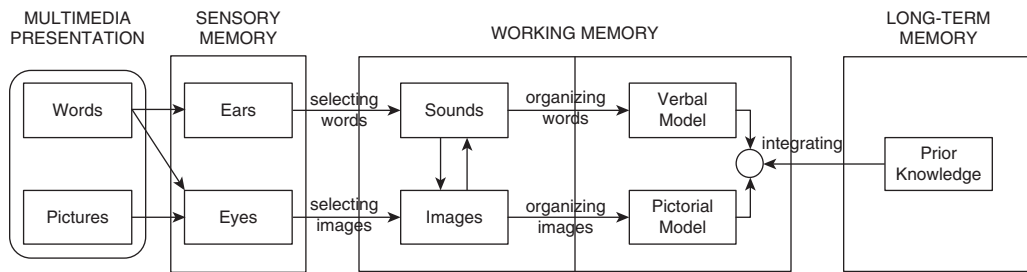 MULTIMEDIA
PRESENTATION
SENSORY
MEMORY
WORKING MEMORY
LONG-TERM
MEMORY
Words
Ears
selecting
words
Sounds
organizing
words
Verbal
Model
integrating
Prior
Knowledge
Pictures
Eyes
selecting
images
Images
organizing
images
Pictorial
Model